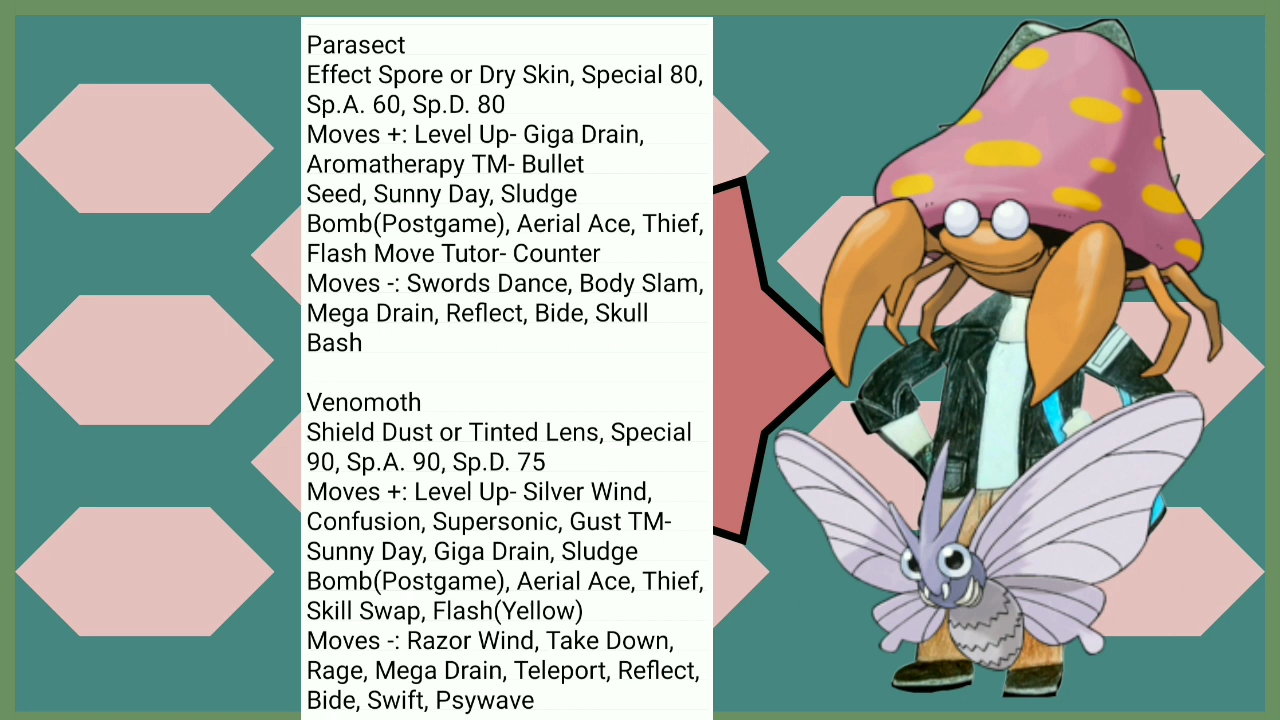 Parasect
Effect Spore or Dry Skin, Special 80,
Sp.A. 60, Sp.D. 80
Moves +: Level Up- Giga Drain,
Aromatherapy TM- Bullet
Seed, Sunny Day, Sludge
Bomb(Postgame), Aerial Ace, Thief,
Flash Move Tutor- Counter
Moves -: Swords Dance, Body Slam,
Mega Drain, Reflect, Bide, Skull
Bash

Venomoth
Shield Dust or Tinted Lens, Special
90, Sp.A. 90, Sp.D. 75
Moves +: Level Up- Silver Wind,
Confusion, Supersonic, Gust TM-
Sunny Day, Giga Drain, Sludge
Bomb(Postgame), Aerial Ace, Thief,
Skill Swap, Flash(Yellow)
Moves -: Razor Wind, Take Down,
Rage, Mega Drain, Teleport, Reflect,
Bide, Swift, Psywave